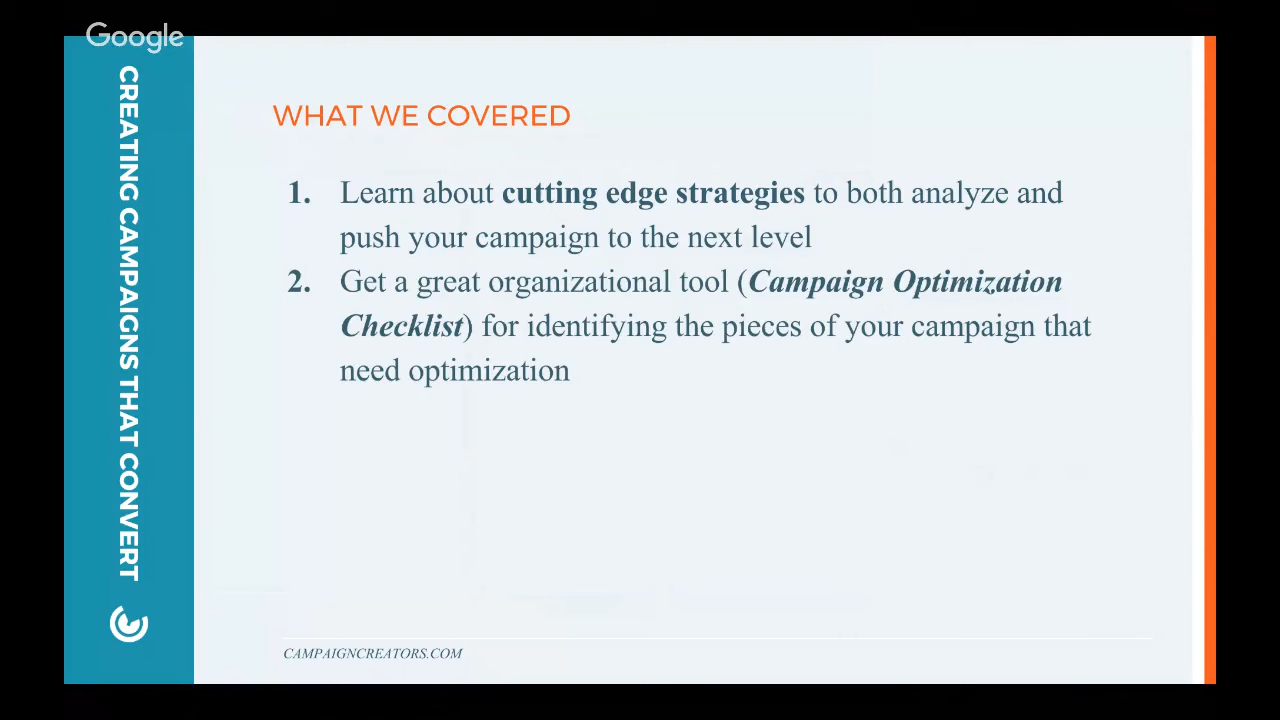 Google
CREATING CAMPAIGNS THAT CONVERT
WHAT WE COVERED
1. Learn about cutting edge strategies to both analyze and
push your campaign to the next level
2. Get a great organizational tool (Campaign Optimization
Checklist) for identifying the pieces of your campaign that
need optimization
CAMPAIGNCREATORS.COM